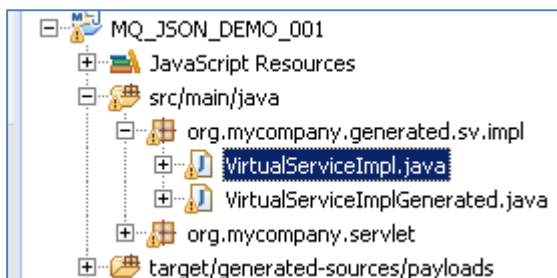 MQ_JSON_DEMO_001
JavaScript Resources
src/main/java
org.mycompany.generated.sv.impl
VirtualServiceImpl.java
VirtualServiceImplGenerated.java
org.mycompany.servlet
target/generated-sources/payloads